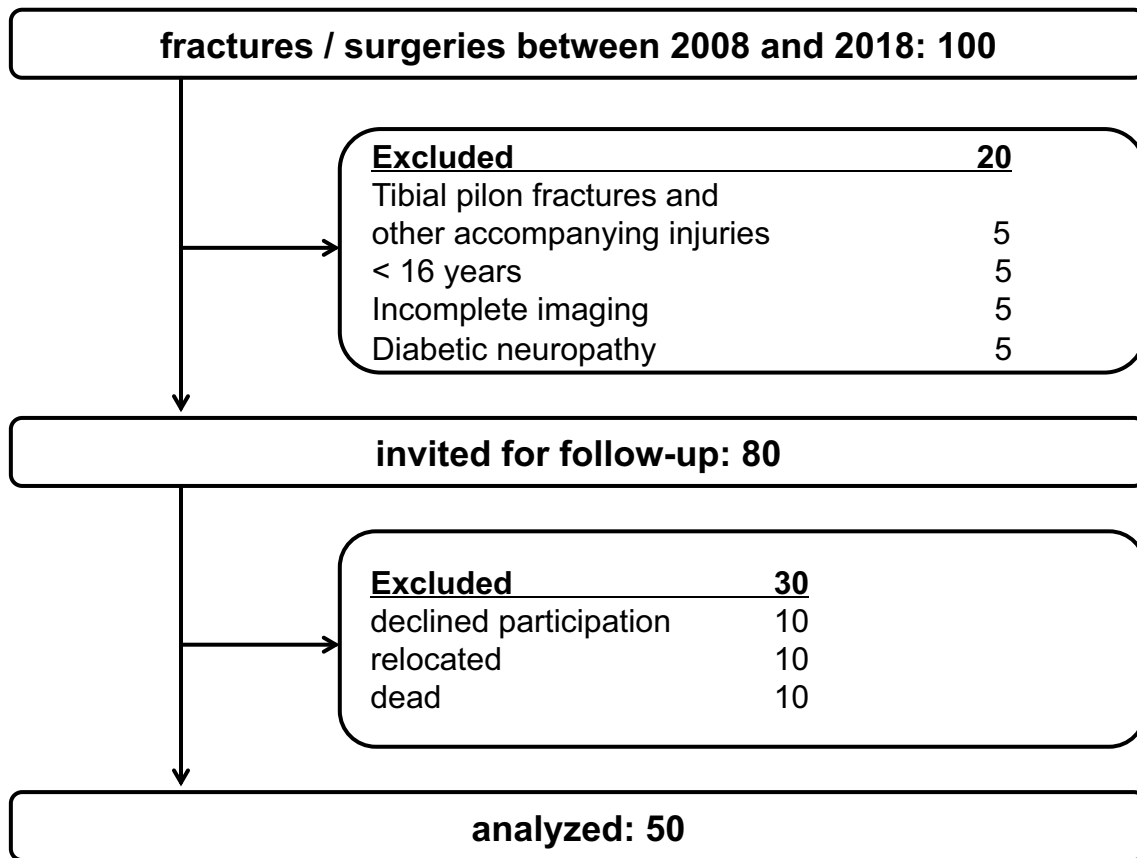 fractures / surgeries between 2008 and 2018: 100
Excluded 20
Tibial pilon fractures and
other accompanying injuries 5
< 16 years 5
Incomplete imaging 5
Diabetic neuropathy 5
invited for follow-up: 80
Excluded 30
declined participation 10
relocated 10
dead 10
analyzed: 50